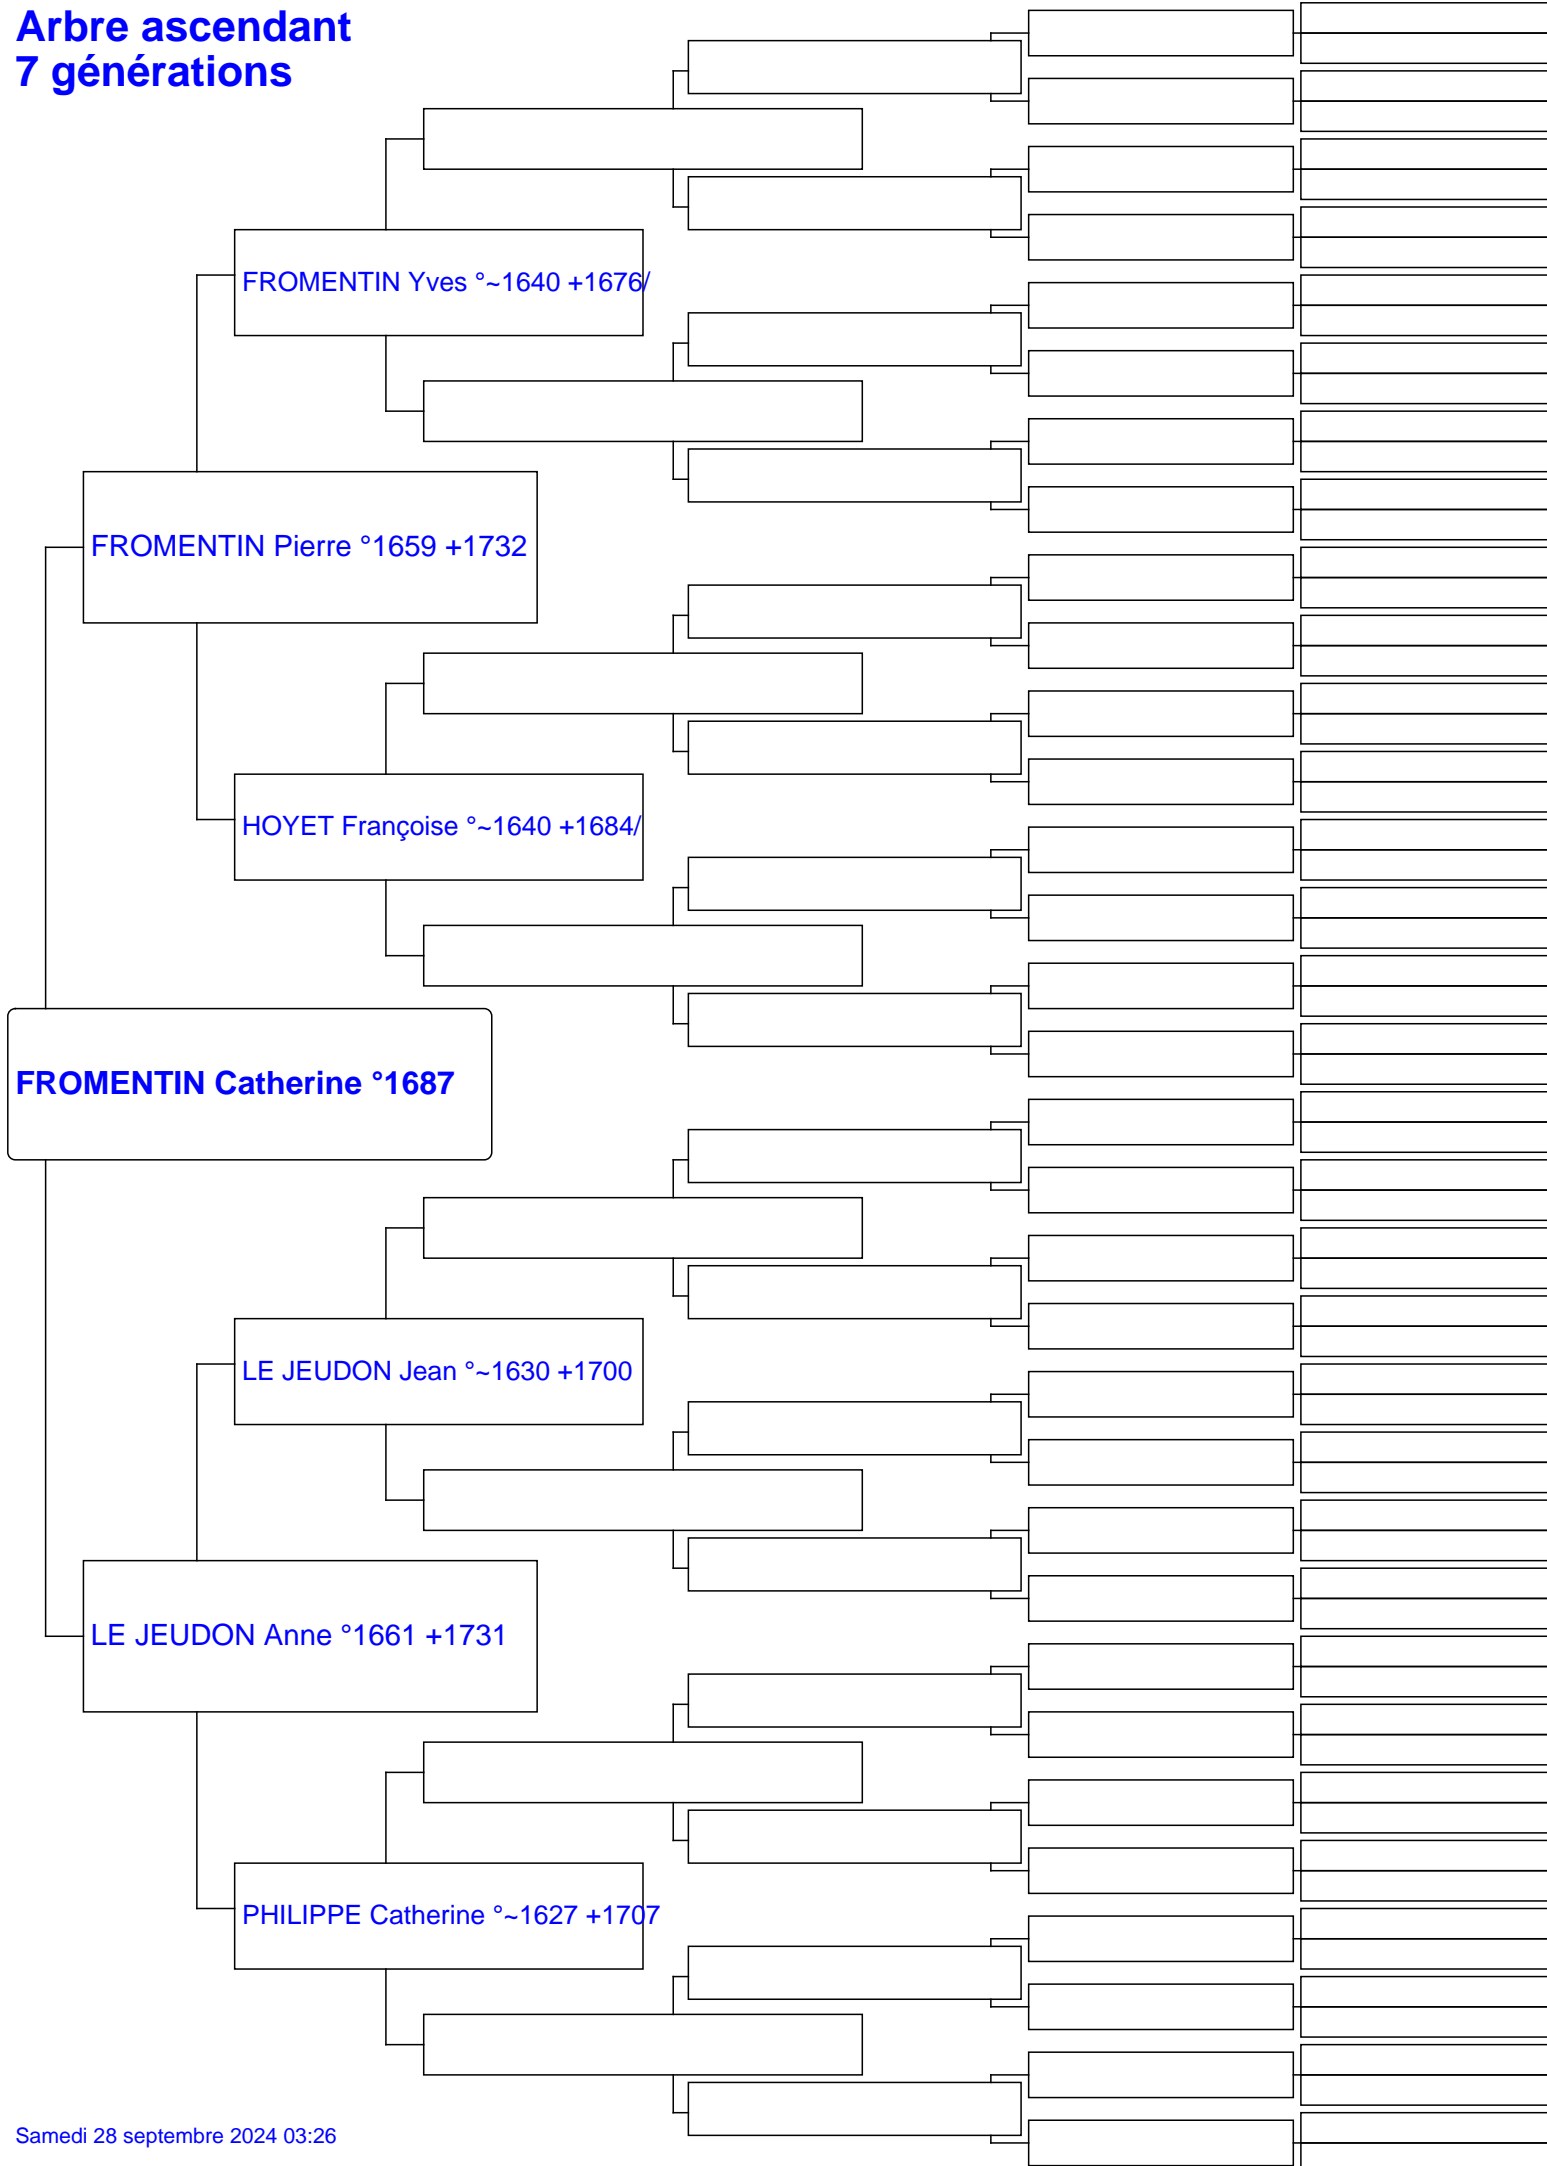 Arbre ascendant
7 générations
FROMENTIN Yves °~1640 +1676/
FROMENTIN Pierre °1659 +1732
HOYET Françoise °~1640 +1684/
FROMENTIN Catherine °1687
LE JEUDON Jean °~1630 +1700
LE JEUDON Anne °1661 +1731
PHILIPPE Catherine °~1627 +1707
Samedi 28 septembre 2024 03:26